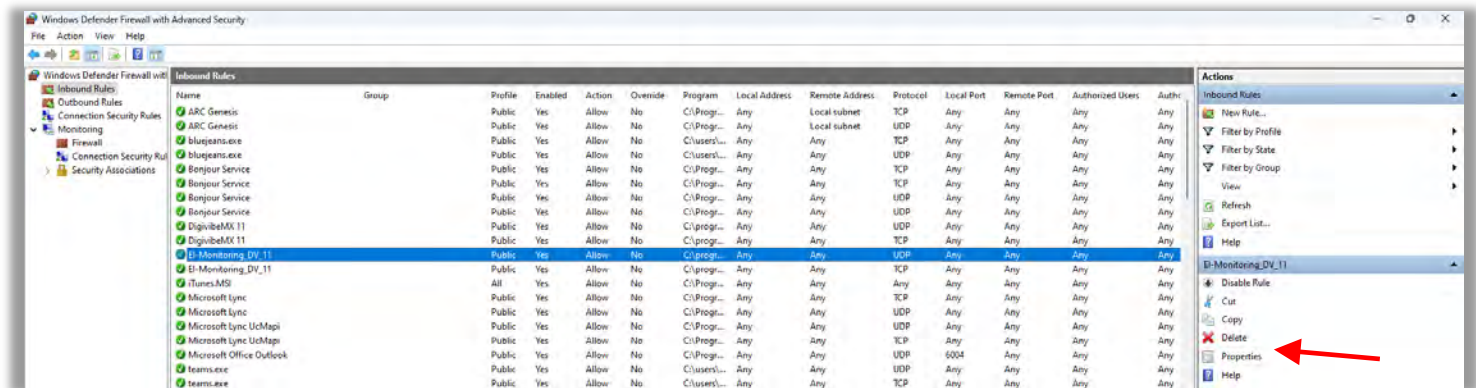 Windows Defender Firewall with Advanced Security
File Action View Help
Windows Defender Firewall witl
Inbound Rules
Outbound Rules
Connection Security Rules
Monitoring
Firewall
Connection Security Rul
Security Associations
Inbound Rules
Name Group Profile Enabled Action Override Program Local Address Remote Address Protocol Local Port Remote Port Authorized Users Autho
ARC Genesis Public Yes Allow No C:\Progr... Any Local subnet TCP Any Any Any Any
ARC Genesis Public Yes Allow No C:\Progr... Any Local subnet UDP Any Any Any Any
bluejeans.exe Public Yes Allow No C:\users\... Any Any TCP Any Any Any Any
bluejeans.exe Public Yes Allow No C:\users\... Any Any UDP Any Any Any Any
Bonjour Service Public Yes Allow No C:\Progr... Any Any TCP Any Any Any Any
Bonjour Service Public Yes Allow No C:\Progr... Any Any TCP Any Any Any Any
Bonjour Service Public Yes Allow No C:\Progr... Any Any UDP Any Any Any Any
Bonjour Service Public Yes Allow No C:\Progr... Any Any UDP Any Any Any Any
DigivibeMX 11 Public Yes Allow No C:\progr... Any Any UDP Any Any Any Any
DigivibeMX 11 Public Yes Allow No C:\progr... Any Any TCP Any Any Any Any
EI-Monitoring_DV_11 Public Yes Allow No C:\progr... Any Any UDP Any Any Any Any
EI-Monitoring_DV_11 Public Yes Allow No C:\progr... Any Any TCP Any Any Any Any
iTunes.MSI All Yes Allow No C:\Progr... Any Any Any Any Any Any Any
Microsoft Lync Public Yes Allow No C:\Progr... Any Any TCP Any Any Any Any
Microsoft Lync Public Yes Allow No C:\Progr... Any Any UDP Any Any Any Any
Microsoft Lync UcMapi Public Yes Allow No C:\Progr... Any Any UDP Any Any Any Any
Microsoft Lync UcMapi Public Yes Allow No C:\Progr... Any Any TCP Any Any Any Any
Microsoft Office Outlook Public Yes Allow No C:\Progr... Any Any UDP 6004 Any Any Any
teams.exe Public Yes Allow No C:\users\... Any Any UDP Any Any Any Any
teams.exe Public Yes Allow No C:\users\... Any Any TCP Any Any Any Any
Actions
Inbound Rules
New Rule...
Filter by Profile
Filter by State
Filter by Group
View
Refresh
Export List...
Help
EI-Monitoring_DV_11
Disable Rule
Cut
Copy
Delete
Properties
Help